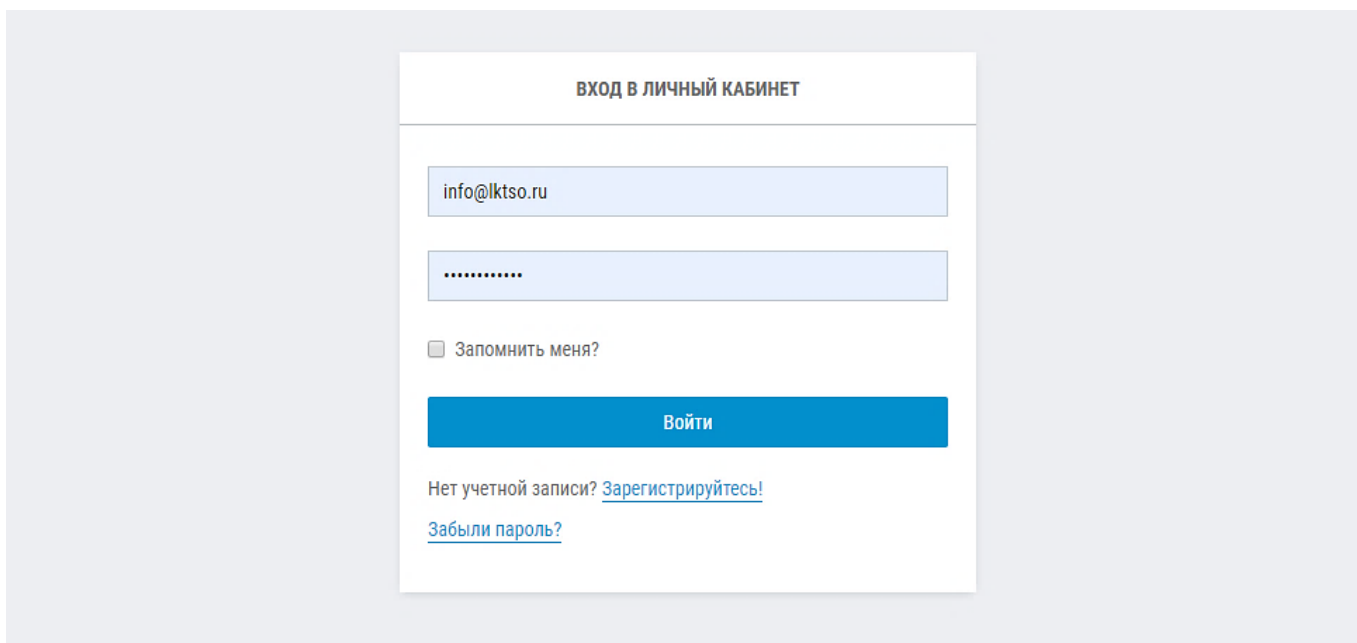 ВХОД В ЛИЧНЫЙ КАБИНЕТ
info@lktso.ru
••••••••••••
Запомнить меня?
Войти
Нет учетной записи? Зарегистрируйтесь!
Забыли пароль?